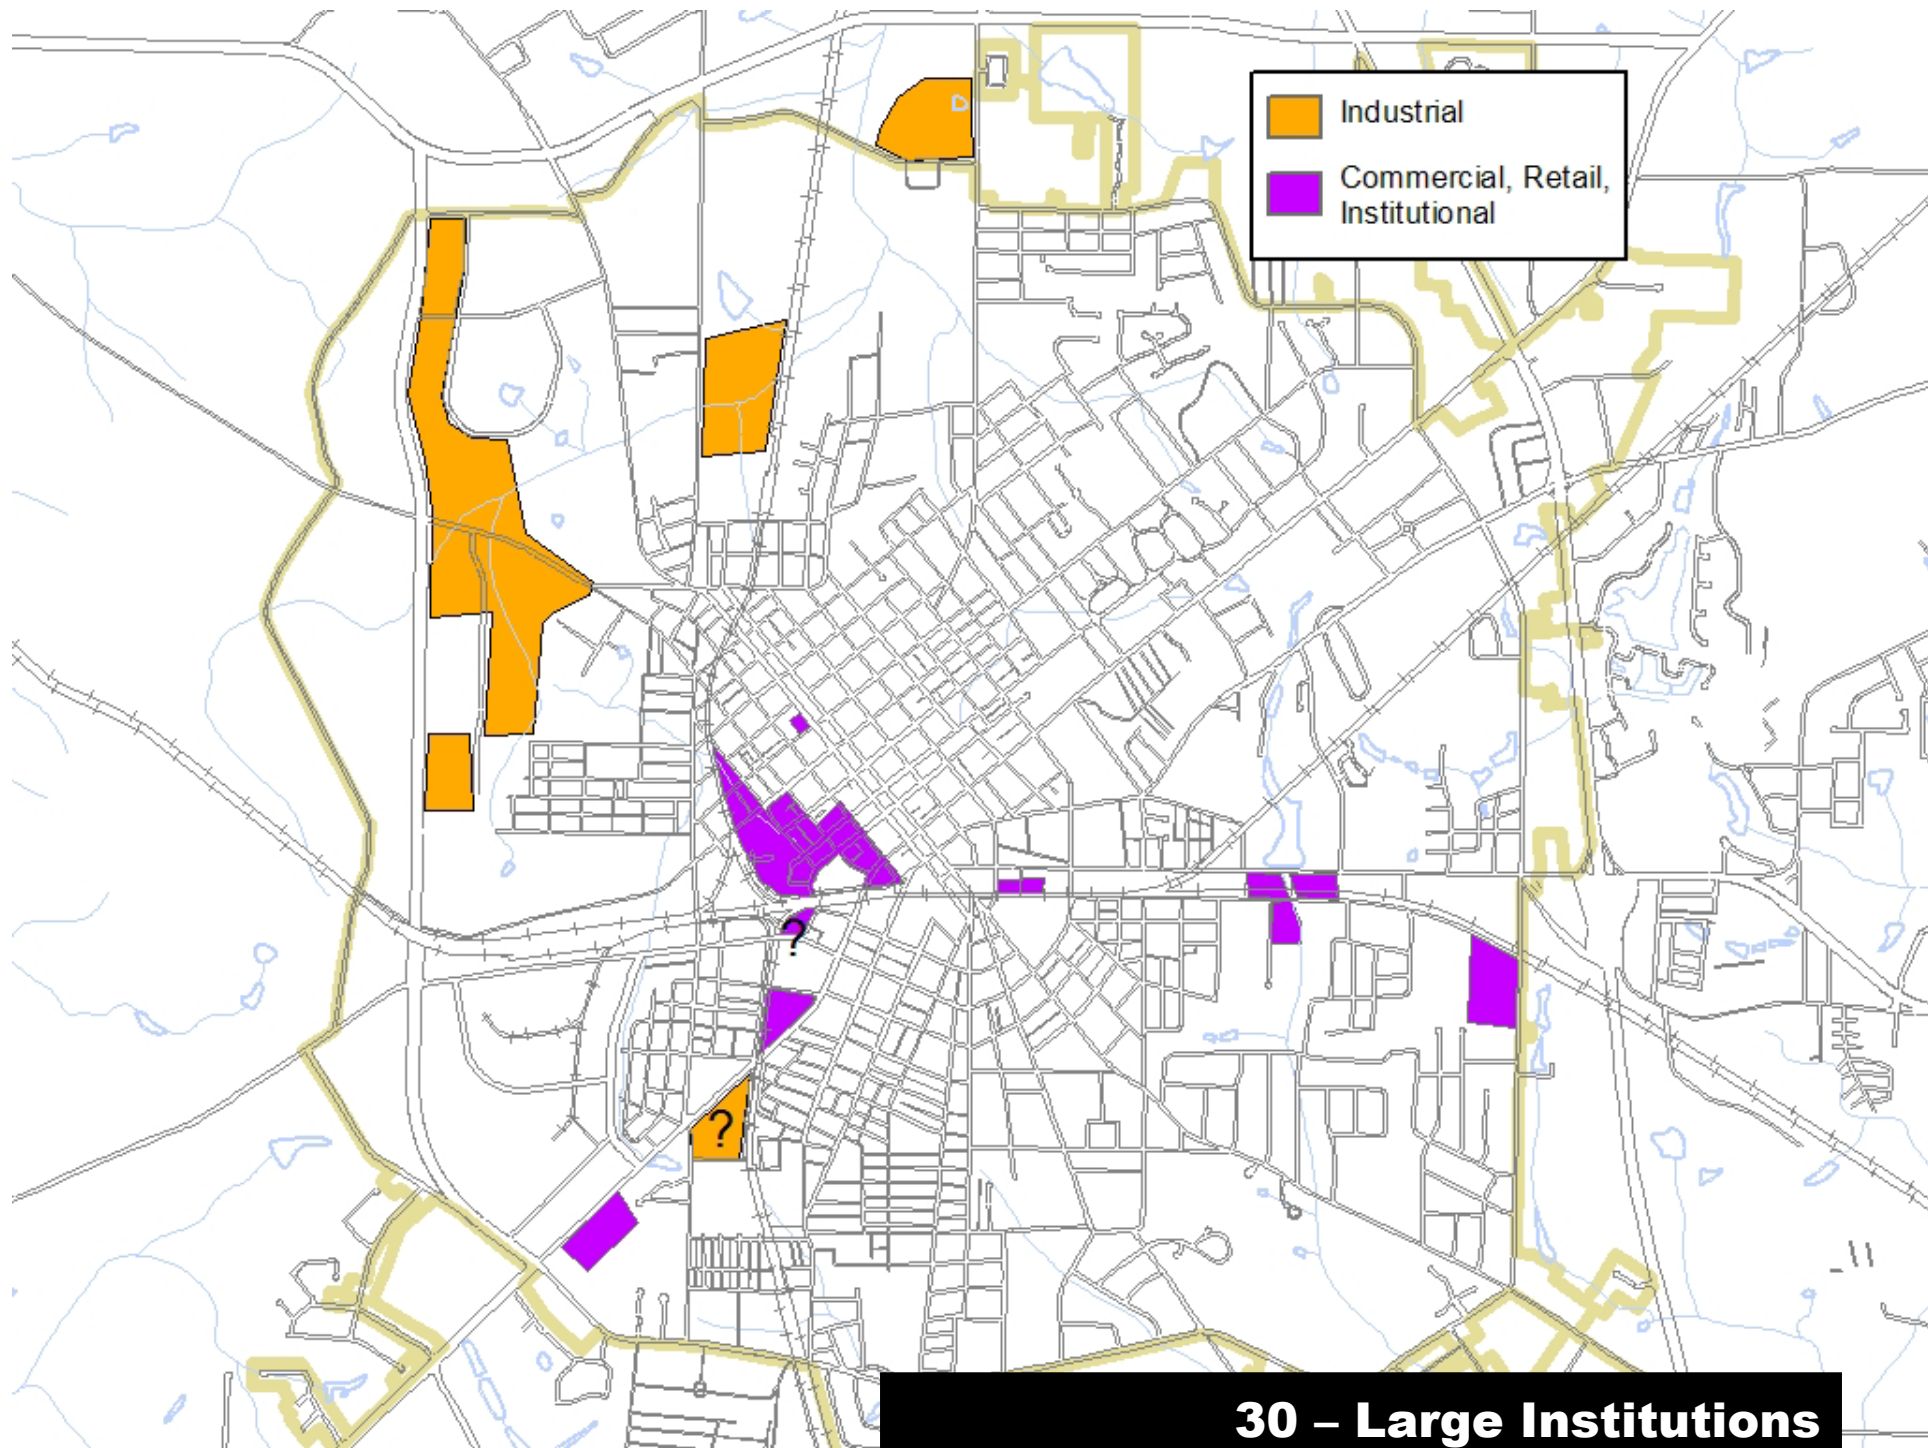 Industrial
Commercial, Retail,
Institutional
?
?
30 – Large Institutions